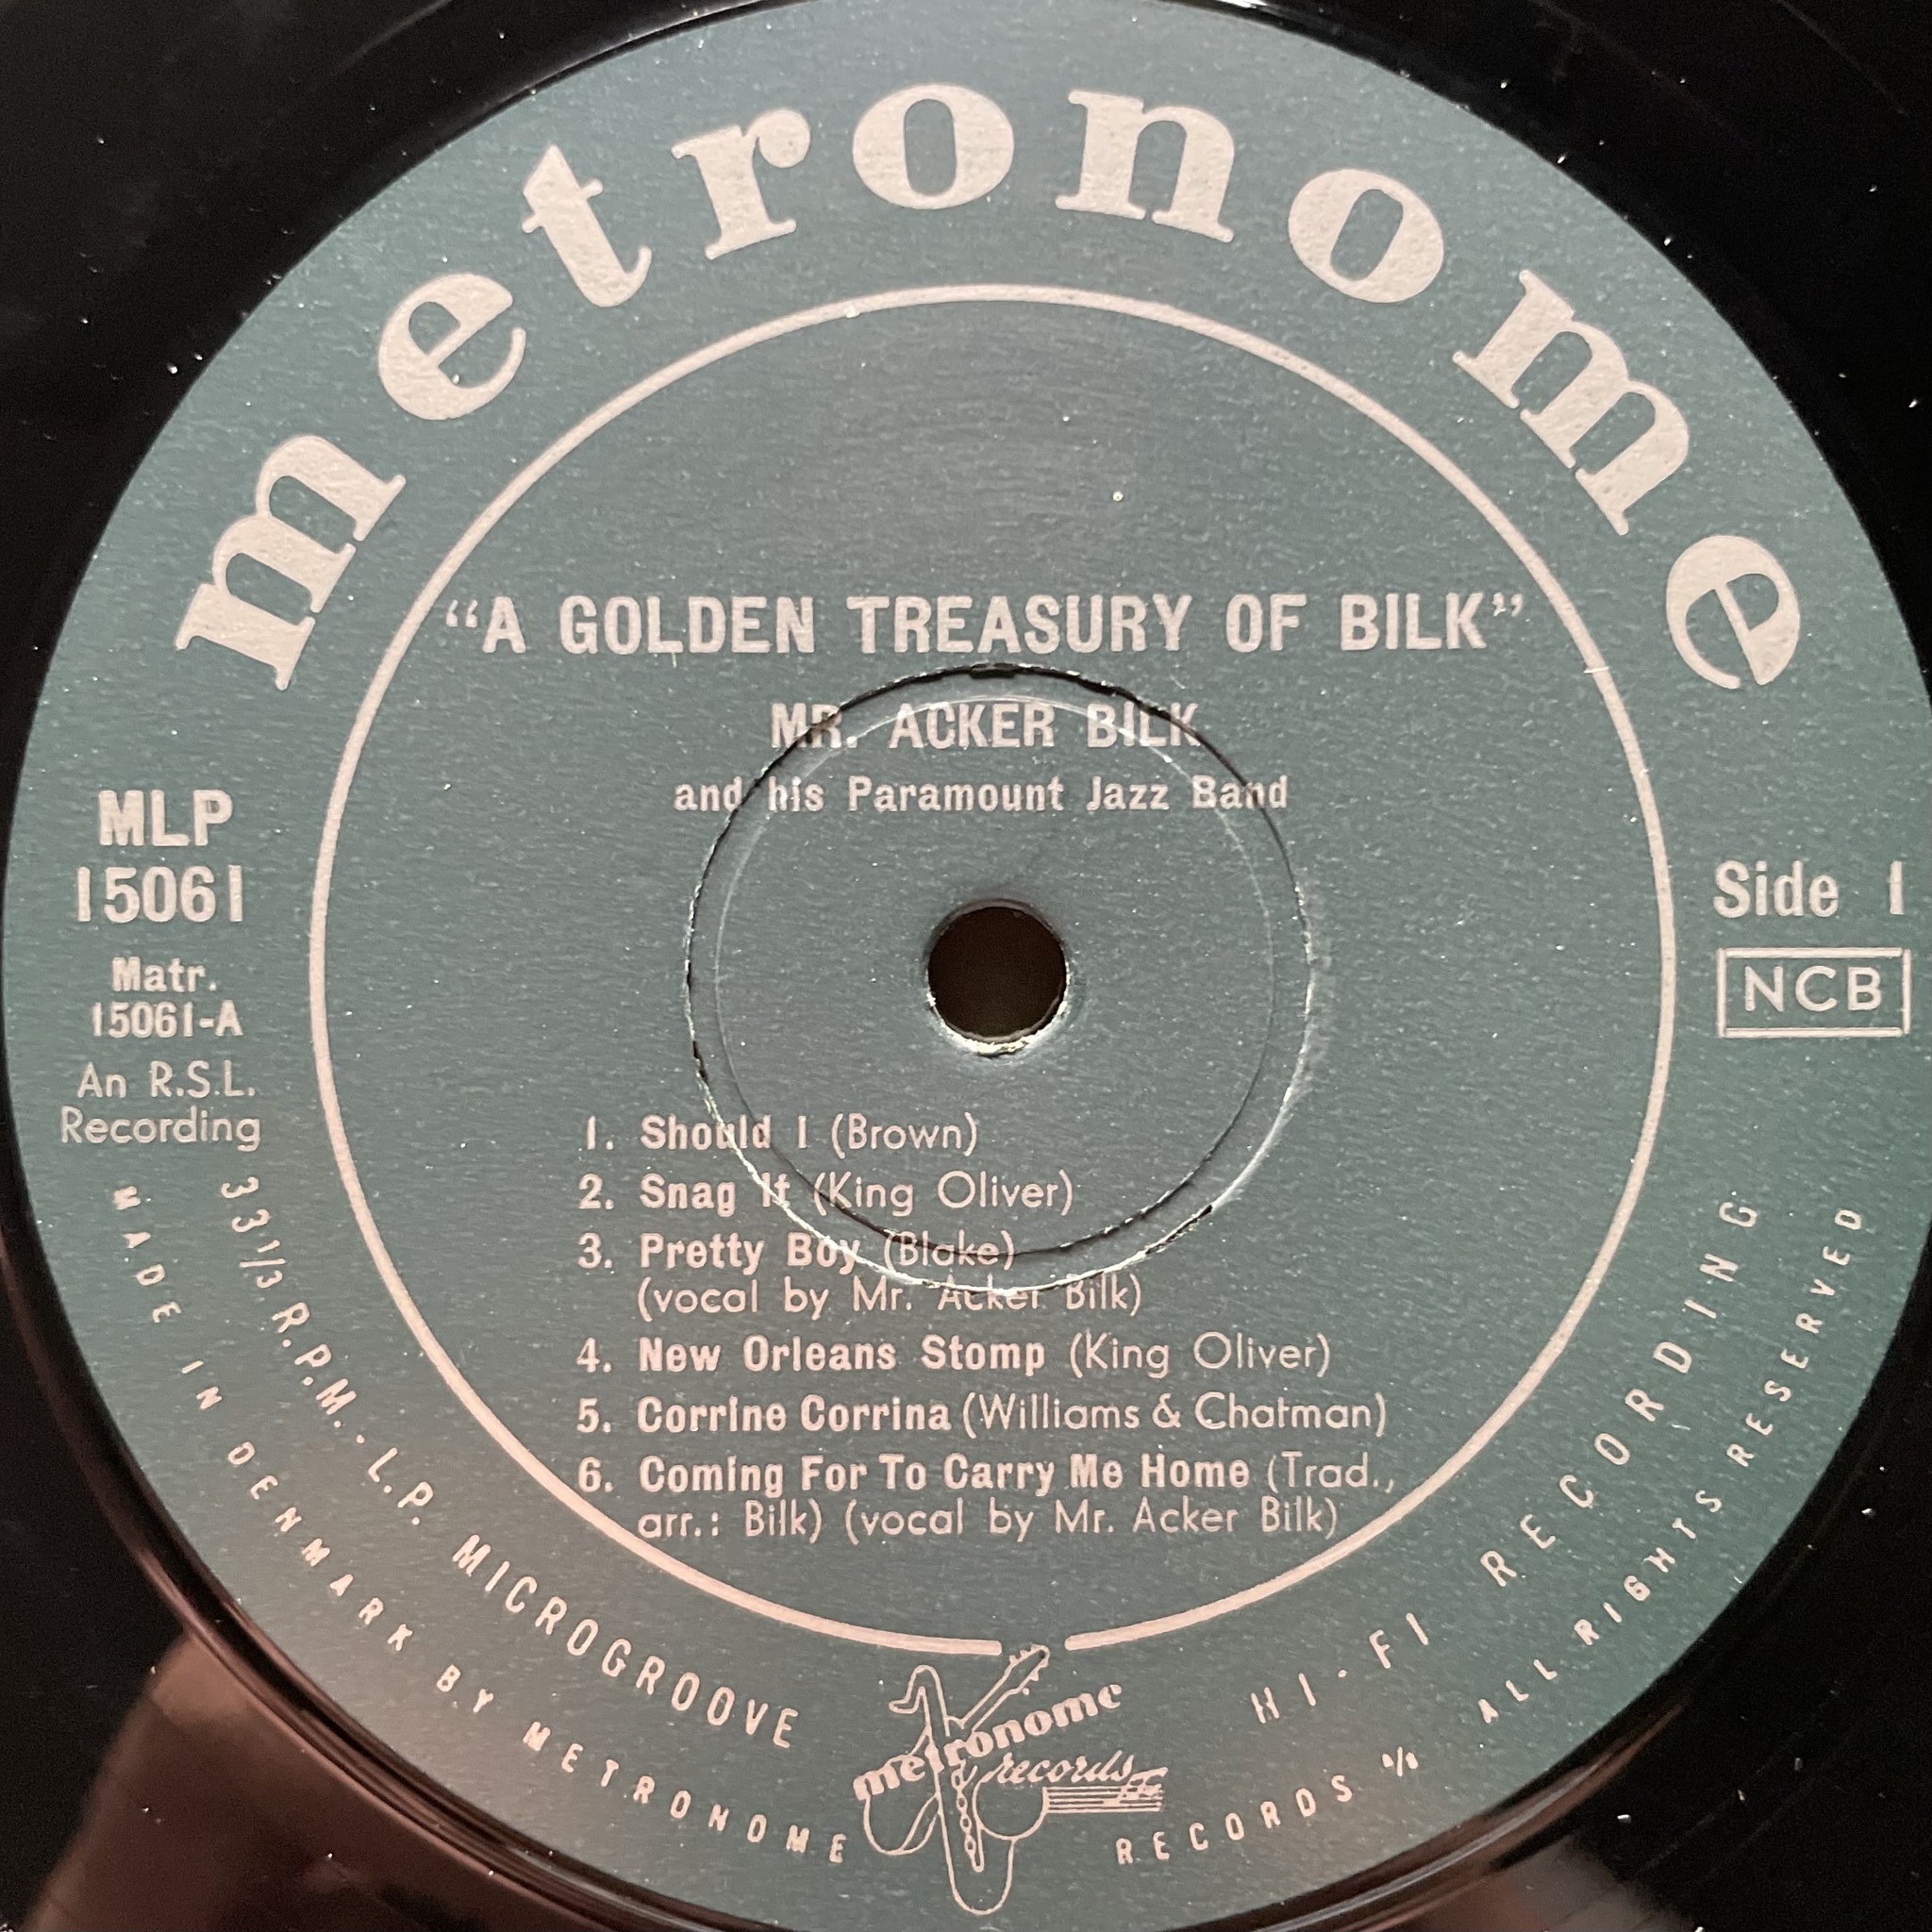 metronome
“A GOLDEN TREASURY OF BILK”
MR. ACKER BILK
and his Paramount Jazz Band
MLP
15061
Matr.
15061-A
An R.S.L.
Recording
Side 1
NCB
1. Should I (Brown)
2. Snag It (King Oliver)
3. Pretty Boy (Blake)
(vocal by Mr. Acker Bilk)
4. New Orleans Stomp (King Oliver)
5. Corrine Corrina (Williams & Chatman)
6. Coming For To Carry Me Home (Trad.,
arr.: Bilk) (vocal by Mr. Acker Bilk)
33 1/3 R.P.M. - L.P. MICROGROOVE
HI-FI RECORDING
MADE IN DENMARK BY METRONOME RECORDS A/S ALL RIGHTS RESERVED
metronome
records